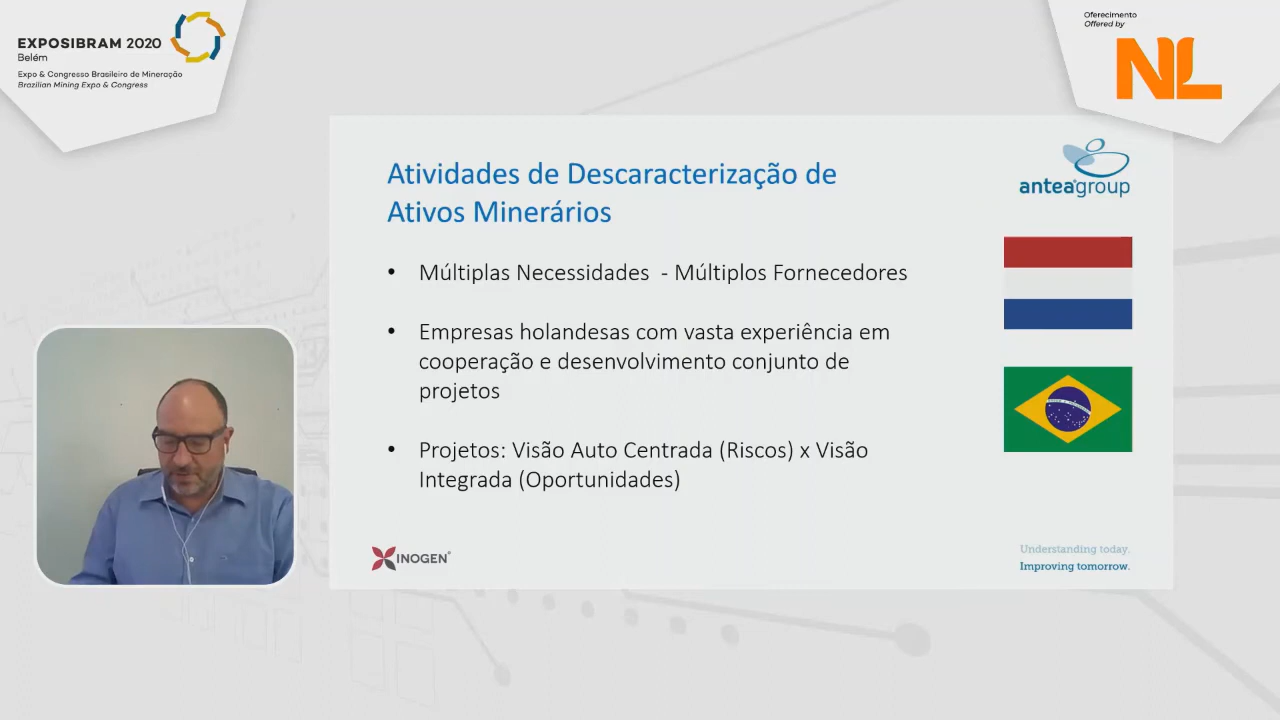 EXPOSIBRAM 2020
Belém
Expo & Congresso Brasileiro de Mineração
Brazilian Mining Expo & Congress
Oferecimento
Offered by
NL
Atividades de Descaracterização de
Ativos Minerários
anteagroup
• Múltiplas Necessidades - Múltiplos Fornecedores
• Empresas holandesas com vasta experiência em
cooperação e desenvolvimento conjunto de
projetos
• Projetos: Visão Auto Centrada (Riscos) x Visão
Integrada (Oportunidades)
INOGEN®
Understanding today.
Improving tomorrow.